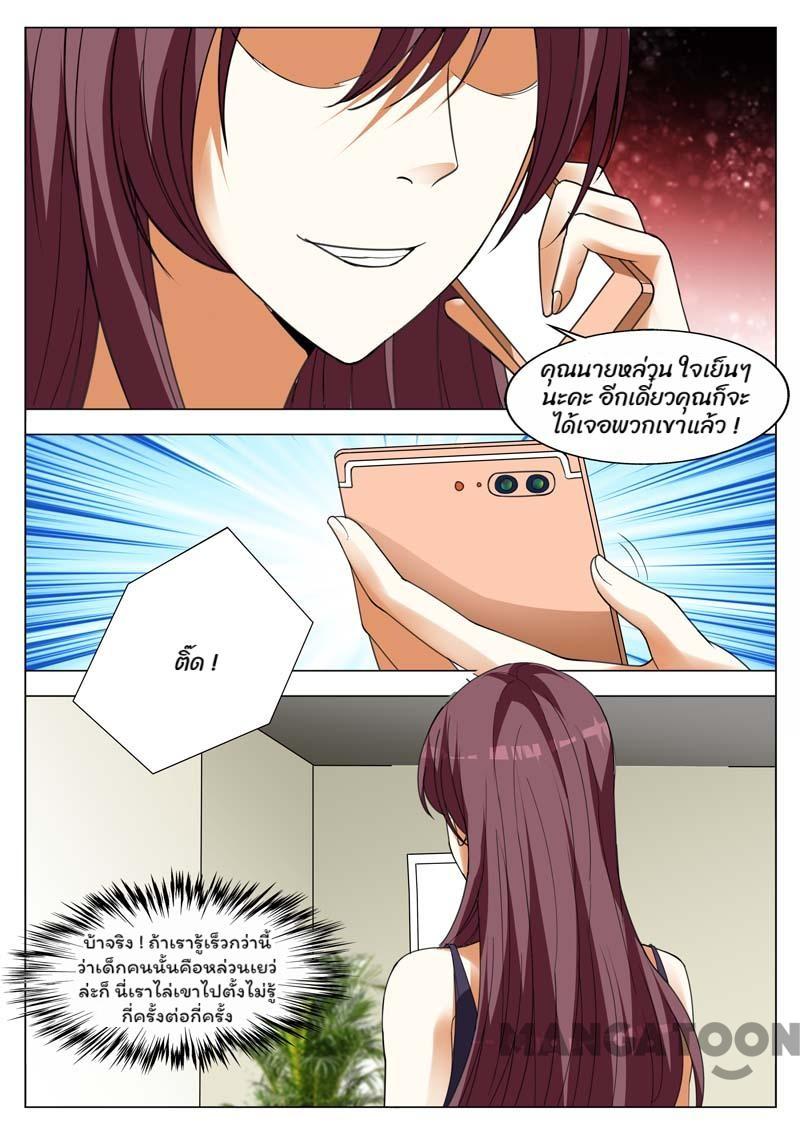 คุณนายหล่วน ใจเย็นๆ
นะคะ อีกเดี๋ยวคุณก็จะ
ได้เจอพวกเขาแล้ว !
ติ๊ด !
บ้าจริง ! ถ้าเรารู้เร็วกว่านี้
ว่าเด็กคนนั้นคือหล่วนเยว่
ล่ะก็ นี่เราไล่เขาไปตั้งไม่รู้
กี่ครั้งต่อกี่ครั้ง
MANGATOON